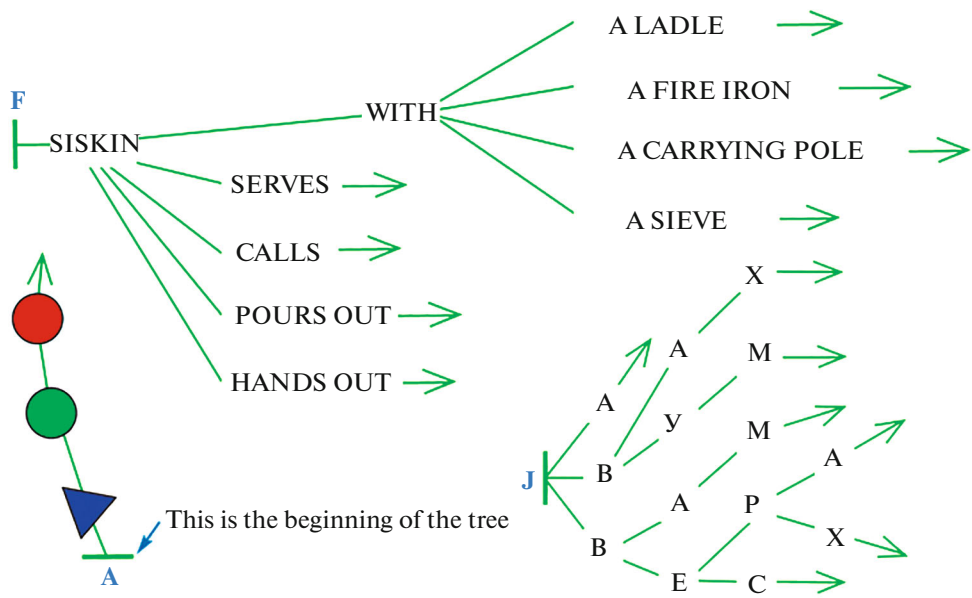 A LADLE
F
WITH
A FIRE IRON
SISKIN
A CARRYING POLE
SERVES
A SIEVE
CALLS
X
POURS OUT
A
M
HANDS OUT
A
У
M
A
J
B
A
P
This is the beginning of the tree
B
X
A
E
C